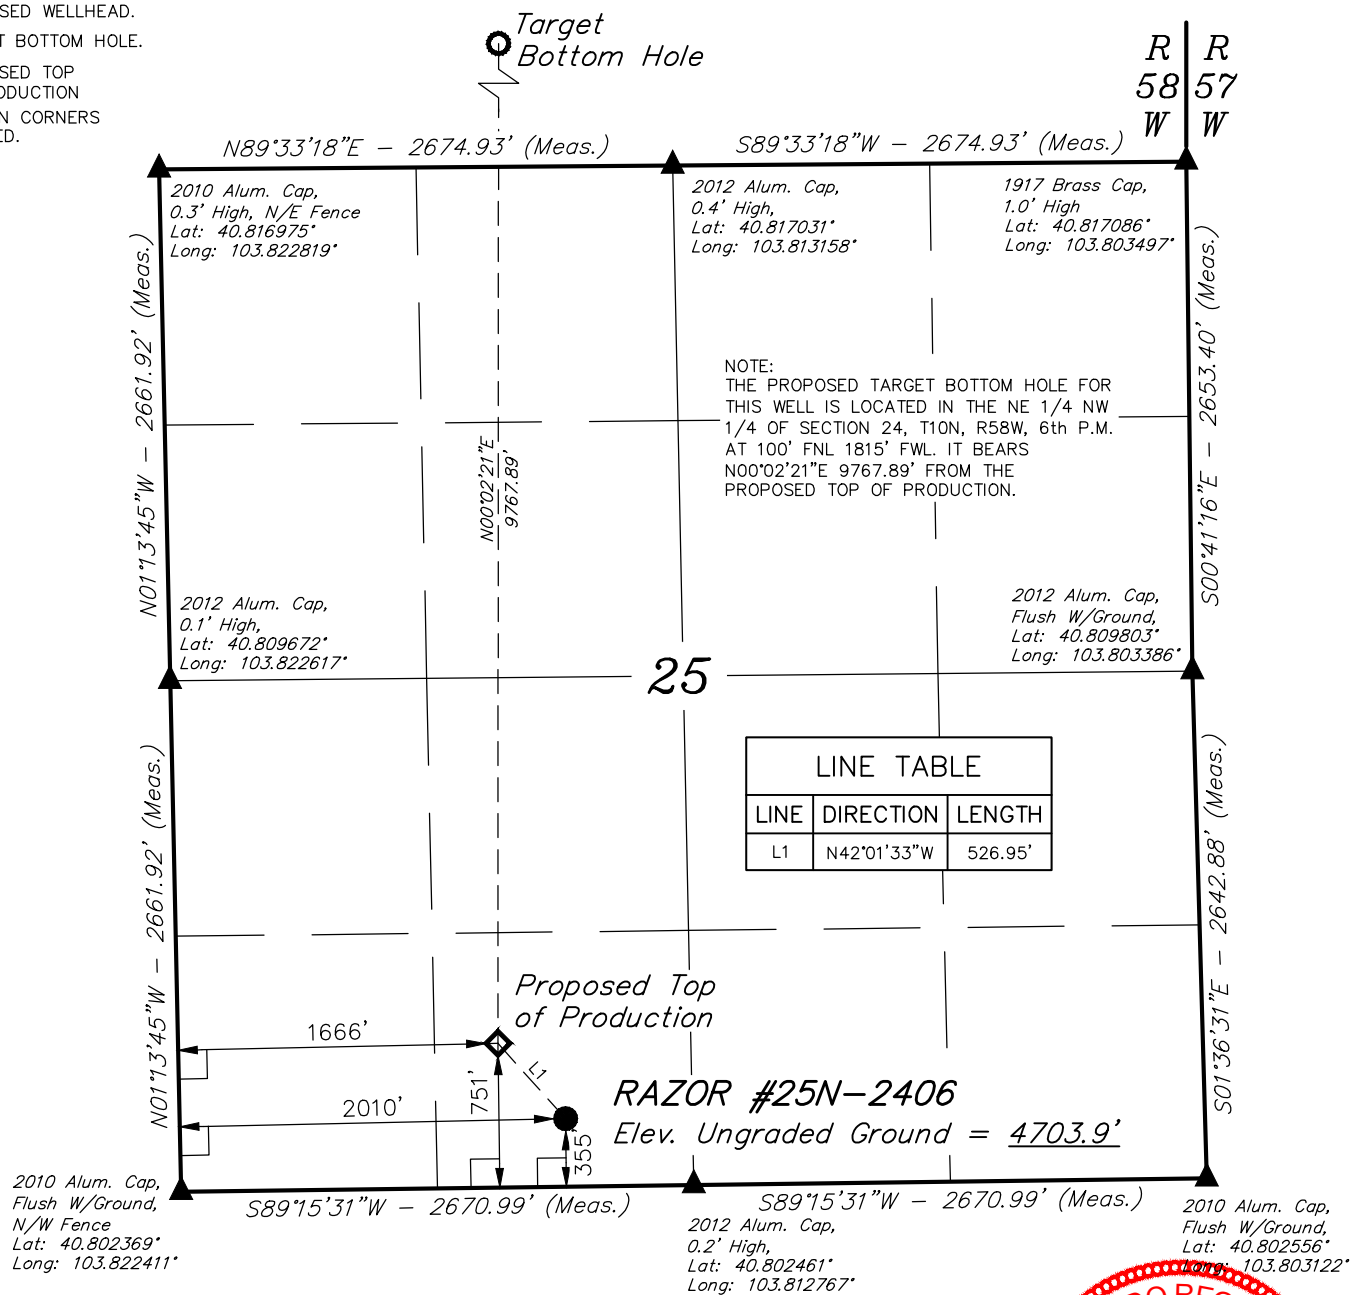 SED WELLHEAD.
T BOTTOM HOLE.
SED TOP
ODUCTION
N CORNERS
ED.
Target
Bottom Hole
R R
58 57
W W
N89°33'18"E - 2674.93' (Meas.)
S89°33'18"W - 2674.93' (Meas.)
2010 Alum. Cap,
0.3' High, N/E Fence
Lat: 40.816975°
Long: 103.822819°
2012 Alum. Cap,
0.4' High,
Lat: 40.817031°
Long: 103.813158°
1917 Brass Cap,
1.0' High
Lat: 40.817086°
Long: 103.803497°
N01°13'45"W - 2661.92' (Meas.)
S00°41'16"E - 2653.40' (Meas.)
NOTE:
THE PROPOSED TARGET BOTTOM HOLE FOR
THIS WELL IS LOCATED IN THE NE 1/4 NW
1/4 OF SECTION 24, T10N, R58W, 6th P.M.
AT 100' FNL 1815' FWL. IT BEARS
N00°02'21"E 9767.89' FROM THE
PROPOSED TOP OF PRODUCTION.
N00°02'21"E
9767.89'
2012 Alum. Cap,
0.1' High,
Lat: 40.809672°
Long: 103.822617°
2012 Alum. Cap,
Flush W/Ground,
Lat: 40.809803°
Long: 103.803386°
25
LINE TABLE
LINE DIRECTION LENGTH
L1 N42°01'33"W 526.95'
N01°13'45"W - 2661.92' (Meas.)
S01°36'31"E - 2642.88' (Meas.)
Proposed Top
of Production
1666'
L1
751'
2010'
355'
RAZOR #25N-2406
Elev. Ungraded Ground = 4703.9'
2010 Alum. Cap,
Flush W/Ground,
N/W Fence
Lat: 40.802369°
Long: 103.822411°
S89°15'31"W - 2670.99' (Meas.)
S89°15'31"W - 2670.99' (Meas.)
2012 Alum. Cap,
0.2' High,
Lat: 40.802461°
Long: 103.812767°
2010 Alum. Cap,
Flush W/Ground,
Lat: 40.802556°
Long: 103.803122°